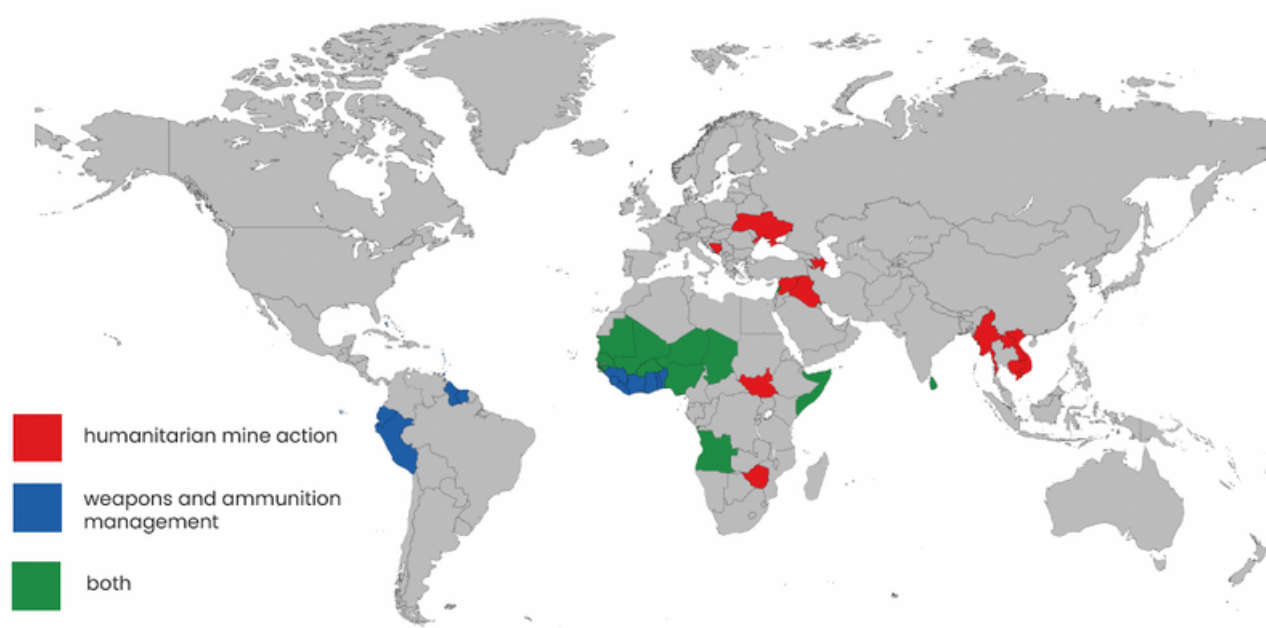 humanitarian mine action
weapons and ammunition
management
both